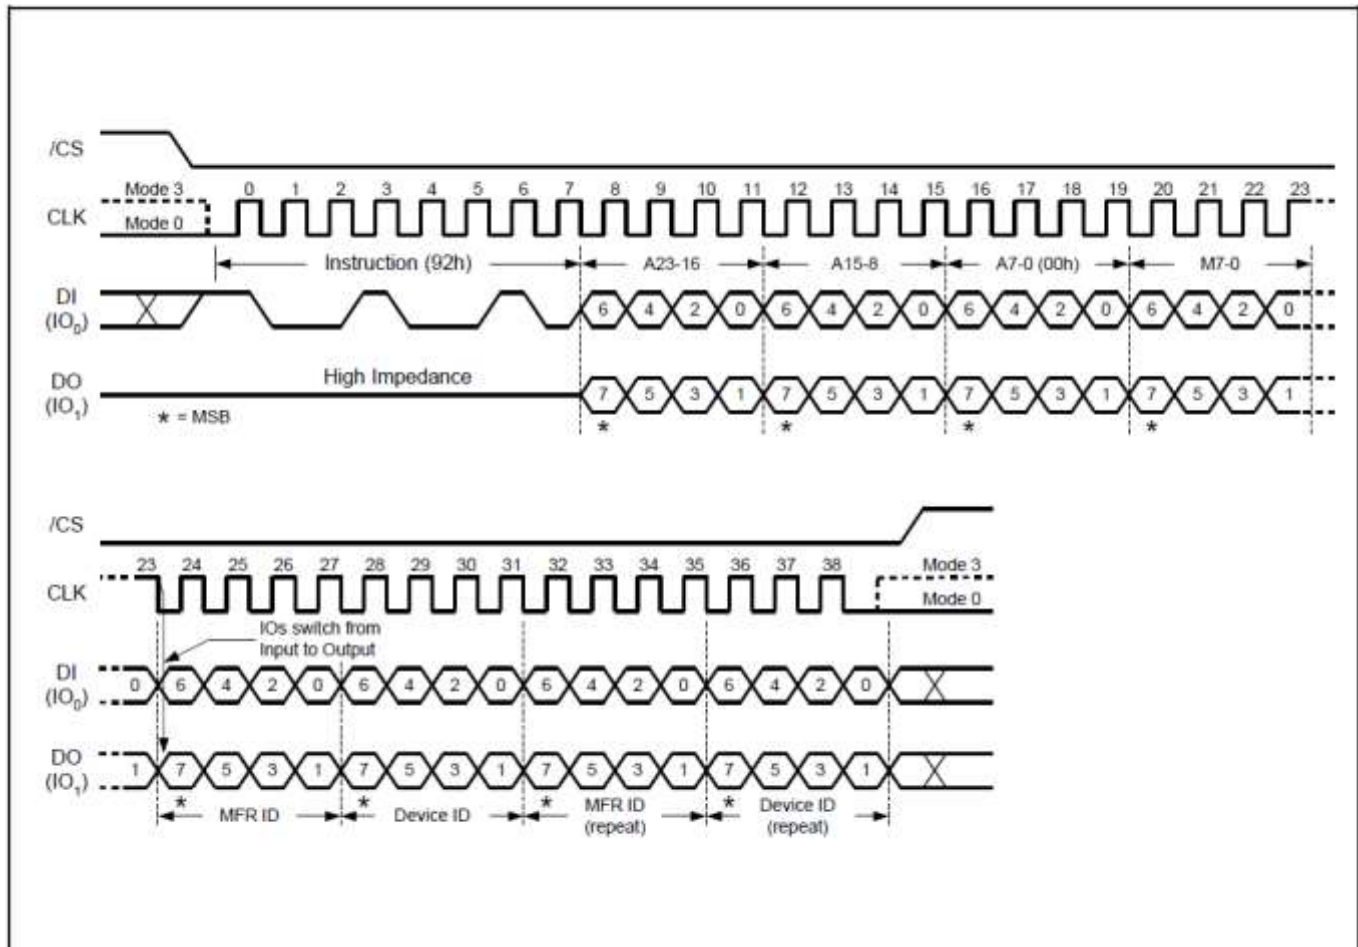 /CS
Mode 3 0 1 2 3 4 5 6 7 8 9 10 11 12 13 14 15 16 17 18 19 20 21 22 23
CLK
Mode 0
Instruction (92h) A23-16 A15-8 A7-0 (00h) M7-0
DI
(IO0) 6 4 2 0 6 4 2 0 6 4 2 0 6 4 2 0
High Impedance
DO
(IO1) 7 5 3 1 7 5 3 1 7 5 3 1 7 5 3 1
* = MSB * * * *
/CS
23 24 25 26 27 28 29 30 31 32 33 34 35 36 37 38 Mode 3
CLK
Mode 0
IOs switch from
Input to Output
DI
(IO0) 0 6 4 2 0 6 4 2 0 6 4 2 0 6 4 2 0
DO
(IO1) 1 7 5 3 1 7 5 3 1 7 5 3 1 7 5 3 1
* * * *
MFR ID Device ID MFR ID
(repeat) Device ID
(repeat)